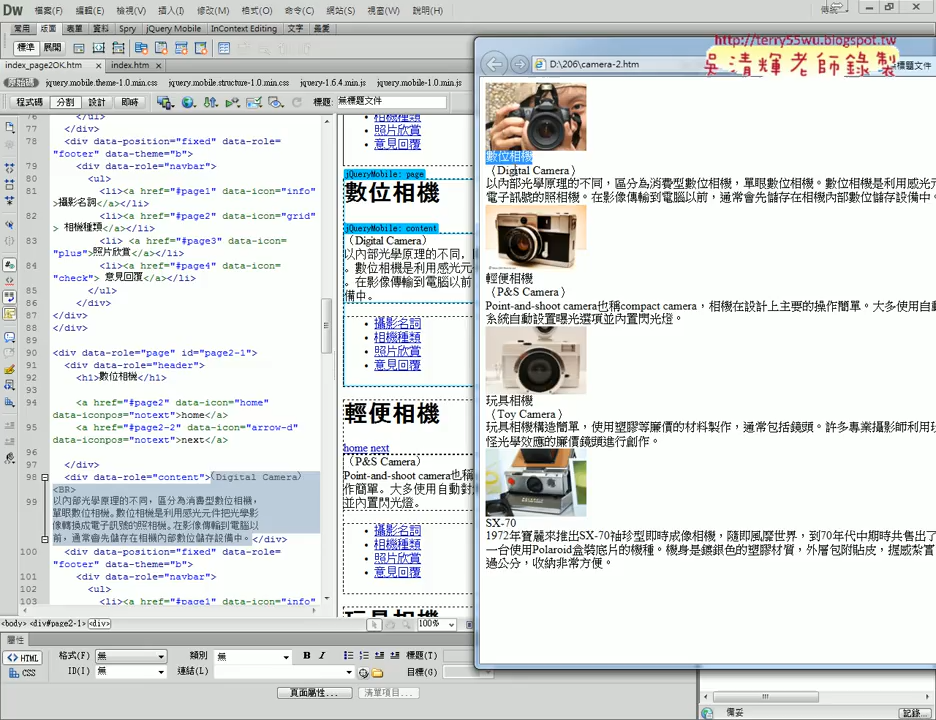 Dw 檔案(F) 編輯(E) 檢視(V) 插入(I) 修改(M) 格式(O) 命令(C) 網站(S) 視窗(W) 說明(H)
常用 版面 表單 資料 Spry jQuery Mobile InContext Editing 文字 最愛
標準 展開
index_page2OK.htm × index.htm ×
原始碼 jquery.mobile.theme-1.0.min.css jquery.mobile.structure-1.0.min.css jquery-1.6.4.min.js jquery.mobile-1.0.min.js
程式碼 分割 設計 即時 標題: 無標題文件
76
77 </div>
78 <div data-position="fixed" data-role=
"footer" data-theme="b">
79 <div data-role="navbar">
80 <ul>
81 <li><a href="#page1" data-icon="info"
>攝影名詞</a></li>
82 <li><a href="#page2" data-icon="grid"
> 相機種類</a></li>
83 <li> <a href="#page3" data-icon=
"plus">照片欣賞</a></li>
84 <li><a href="#page4" data-icon=
"check"> 意見回覆</a></li>
85 </ul>
86 </div>
87 </div>
88 </div>
89
90 <div data-role="page" id="page2-1">
91 <div data-role="header">
92 <h1>數位相機</h1>
93
94 <a href="#page2" data-icon="home"
data-iconpos="notext">home</a>
95 <a href="#page2-2" data-icon="arrow-d"
data-iconpos="notext">next</a>
96
97 </div>
98 <div data-role="content">（Digital Camera）
<BR>
99 以內部光學原理的不同，區分為消費型數位相機，
單眼數位相機。數位相機是利用感光元件把光學影
像轉換成電子訊號的照相機。在影像傳輸到電腦以
前，通常會先儲存在相機內部數位儲存設備中。</div>
100 <div data-position="fixed" data-role=
"footer" data-theme="b">
101 <div data-role="navbar">
102 <ul>
103 <li><a href="#page1" data-icon="info"
相機種類
照片欣賞
意見回覆
jQueryMobile: page
數位相機
jQueryMobile: content
（Digital Camera）
以內部光學原理的不同，
。數位相機是利用感光元
。在影像傳輸到電腦以前
備中。
攝影名詞
相機種類
照片欣賞
意見回覆
輕便相機
home next
（P&S Camera）
Point-and-shoot camera也稱
作簡單。大多使用自動對
並內置閃光燈。
攝影名詞
相機種類
照片欣賞
意見回覆
玩具相機
http://terry55wu.blogspot.tw
吳清輝老師錄製
D:\206\camera-2.htm
無標題文件
數位相機
（Digital Camera）
以內部光學原理的不同，區分為消費型數位相機，單眼數位相機。數位相機是利用感光元
電子訊號的照相機。在影像傳輸到電腦以前，通常會先儲存在相機內部數位儲存設備中。
輕便相機
（P&S Camera）
Point-and-shoot camera也稱compact camera，相機在設計上主要的操作簡單。大多使用自動
系統自動設置曝光選項並內置閃光燈。
玩具相機
（Toy Camera）
玩具相機構造簡單，使用塑膠等廉價的材料製作，通常包括鏡頭。許多專業攝影師利用玩
怪光學效應的廉價鏡頭進行創作。
SX-70
1972年寶麗來推出SX-70袖珍型即時成像相機，隨即風靡世界，到70年代中期時共售出了
一台使用Polaroid盒裝底片的機種。機身是鍍銀色的塑膠材質，外層包附貼皮，握感紮實
過公分，收納非常方便。
<body> <div#page2-1> <div> 100%
屬性
HTML 格式(F) 無 類別 無 B I 標題(T)
CSS ID(I) 無 連結(L) 目標(G)
頁面屬性... 清單項目...
備妥 記錄...